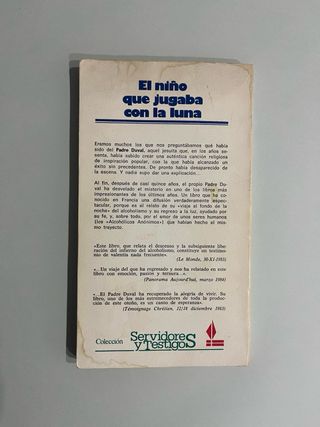 El niño
que jugaba
con la luna
Eramos muchos los que nos preguntábamos qué había
sido del Padre Duval, aquel jesuita que, en los años se-
senta, había sabido crear una auténtica canción religiosa
de inspiración popular, con la que había alcanzado un
éxito sin precedentes. De pronto había desaparecido de
la escena. Y nadie supo dar una explicación...
Al fin, después de casi quince años, el propio Padre Du-
val ha desvelado el misterio en uno de los libros más
impresionantes de los últimos años. Un libro que ha co-
nocido en Francia una difusión verdaderamente espec-
tacular, porque es el relato de su «viaje al fondo de la
noche» del alcoholismo y su regreso a la luz, ayudado por
su fe y, sobre todo, por el amor de unos seres humanos
(los «Alcohólicos Anónimos») que habían hecho el mis-
mo trayecto.
«Este libro, que relata el descenso y la subsiguiente libe-
ración del infierno del alcoholismo, constituye un testimo-
nio de valentía nada frecuente».
(Le Monde, 30-XI-1983)
«...Un viaje del que ha regresado y nos ha relatado en este
libro con emoción, pasión y ternura...».
(Panorama Aujourd'hui, marzo 1984)
«...El Padre Duval ha recuperado la alegría de vivir. Su
libro, uno de los más estremecedores de toda la produc-
ción de este otoño, es un canto de esperanza».
(Témoignage Chrétien, 12/18 diciembre 1983)
Colección Servidores
y Testigos